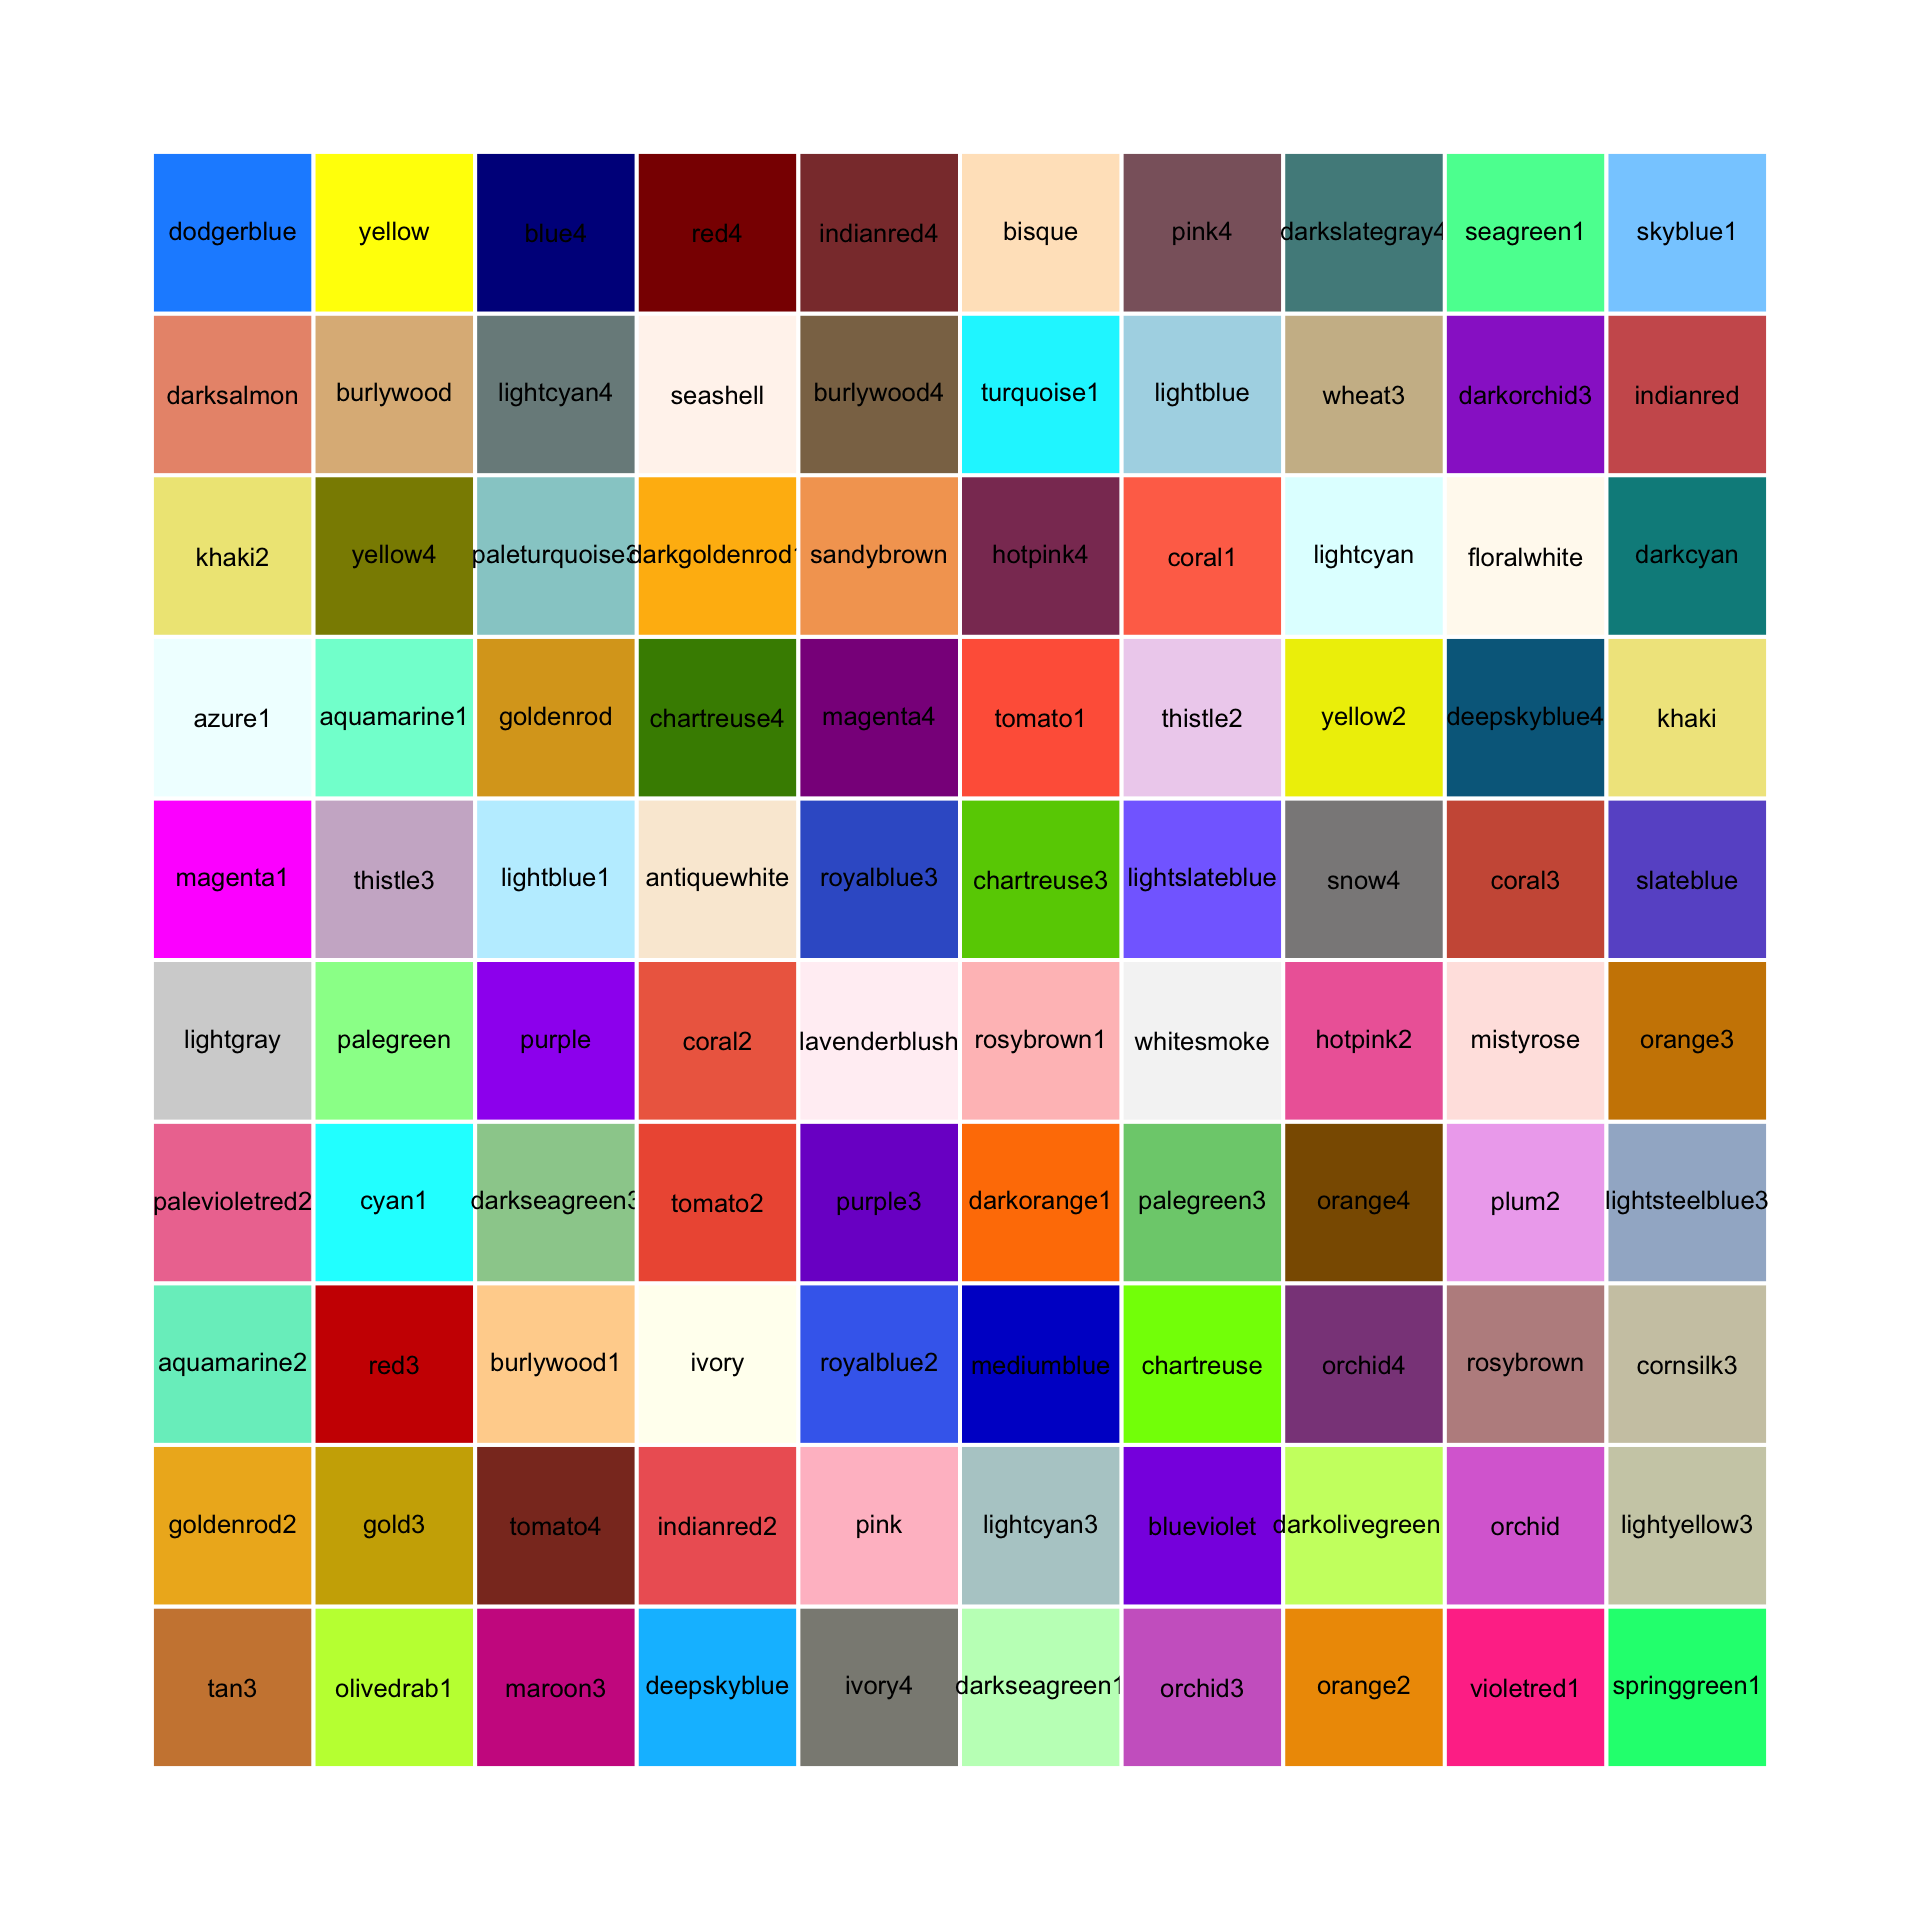 dodgerblue yellow blue4 red4 indianred4 bisque pink4 darkslategray4 seagreen1 skyblue1
darksalmon burlywood lightcyan4 seashell burlywood4 turquoise1 lightblue wheat3 darkorchid3 indianred
khaki2 yellow4 paleturquoise3 darkgoldenrod1 sandybrown hotpink4 coral1 lightcyan floralwhite darkcyan
azure1 aquamarine1 goldenrod chartreuse4 magenta4 tomato1 thistle2 yellow2 deepskyblue4 khaki
magenta1 thistle3 lightblue1 antiquewhite royalblue3 chartreuse3 lightslateblue snow4 coral3 slateblue
lightgray palegreen purple coral2 lavenderblush rosybrown1 whitesmoke hotpink2 mistyrose orange3
palevioletred2 cyan1 darkseagreen3 tomato2 purple3 darkorange1 palegreen3 orange4 plum2 lightsteelblue3
aquamarine2 red3 burlywood1 ivory royalblue2 mediumblue chartreuse orchid4 rosybrown cornsilk3
goldenrod2 gold3 tomato4 indianred2 pink lightcyan3 blueviolet darkolivegreen orchid lightyellow3
tan3 olivedrab1 maroon3 deepskyblue ivory4 darkseagreen1 orchid3 orange2 violetred1 springgreen1